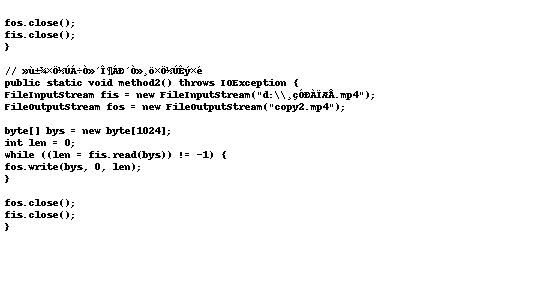 fos.close();
fis.close();
}
// »ù±¾×Ö½ÚÁ÷Ò»´Î¶ÁÐ´Ò»¸ö×Ö½ÚÊý×é
public static void method2() throws IOException {
FileInputStream fis = new FileInputStream("d:\\¸çÓÐÀÏÆÅ.mp4");
FileOutputStream fos = new FileOutputStream("copy2.mp4");
byte[] bys = new byte[1024];
int len = 0;
while ((len = fis.read(bys)) != -1) {
fos.write(bys, 0, len);
}
fos.close();
fis.close();
}